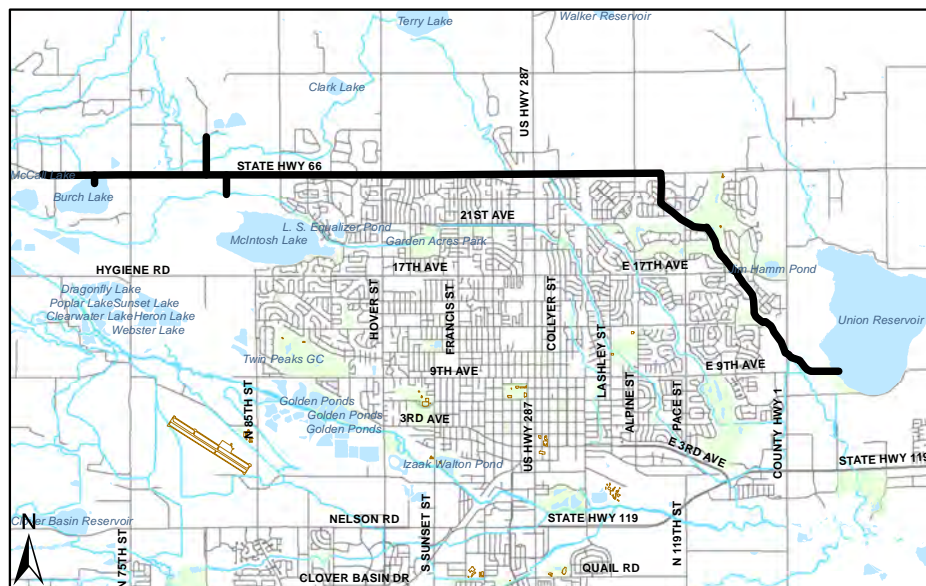 Terry Lake
Walker Reservoir
US HWY 287
Clark Lake
STATE HWY 66
McCall Lake
Burch Lake
21ST AVE
L. S. Equalizer Pond
McIntosh Lake
Garden Acres Park
HYGIENE RD
17TH AVE
E 17TH AVE
Jim Hamm Pond
Dragonfly Lake
Poplar Lake
Sunset Lake
Clearwater Lake
Heron Lake
Webster Lake
HOVER ST
FRANCIS ST
COLLYER ST
Union Reservoir
LASHLEY ST
Twin Peaks GC
9TH AVE
E 9TH AVE
N 85TH ST
Golden Ponds
Golden Ponds
Golden Ponds
3RD AVE
US HWY 287
ALPINE ST
PACE ST
COUNTY HWY 1
E 3RD AVE
STATE HWY 119
Izaak Walton Pond
Clover Basin Reservoir
N
NELSON RD
S SUNSET ST
STATE HWY 119
N 119TH ST
N 75TH ST
CLOVER BASIN DR
QUAIL RD